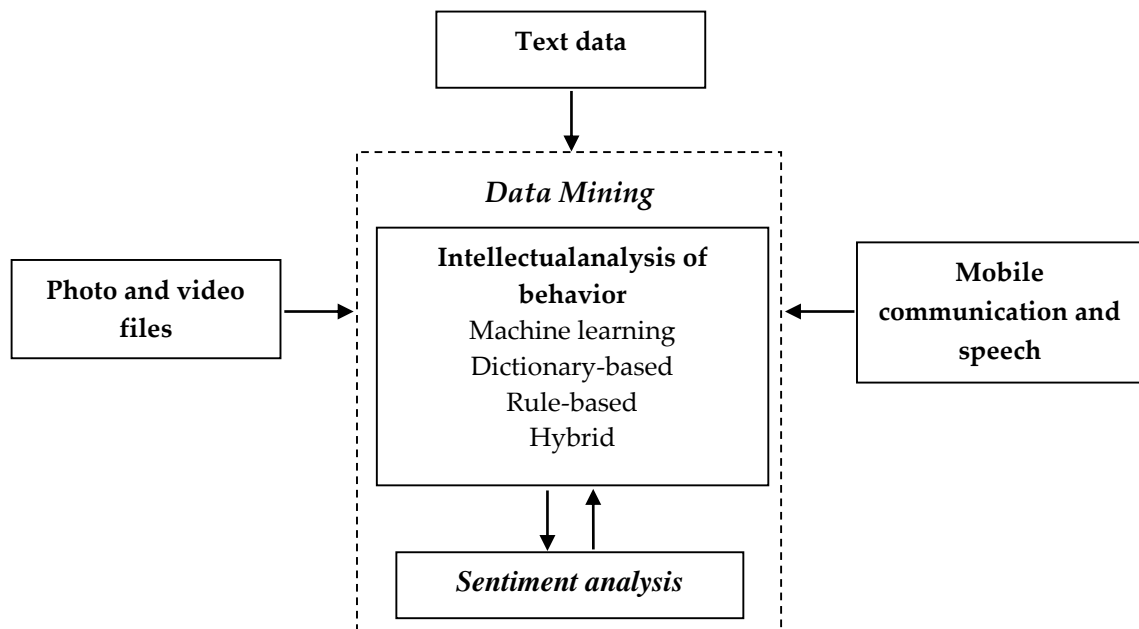 Text data
Data Mining
Photo and video
files
Intellectualanalysis of
behavior
Machine learning
Dictionary-based
Rule-based
Hybrid
Mobile
communication and
speech
Sentiment analysis